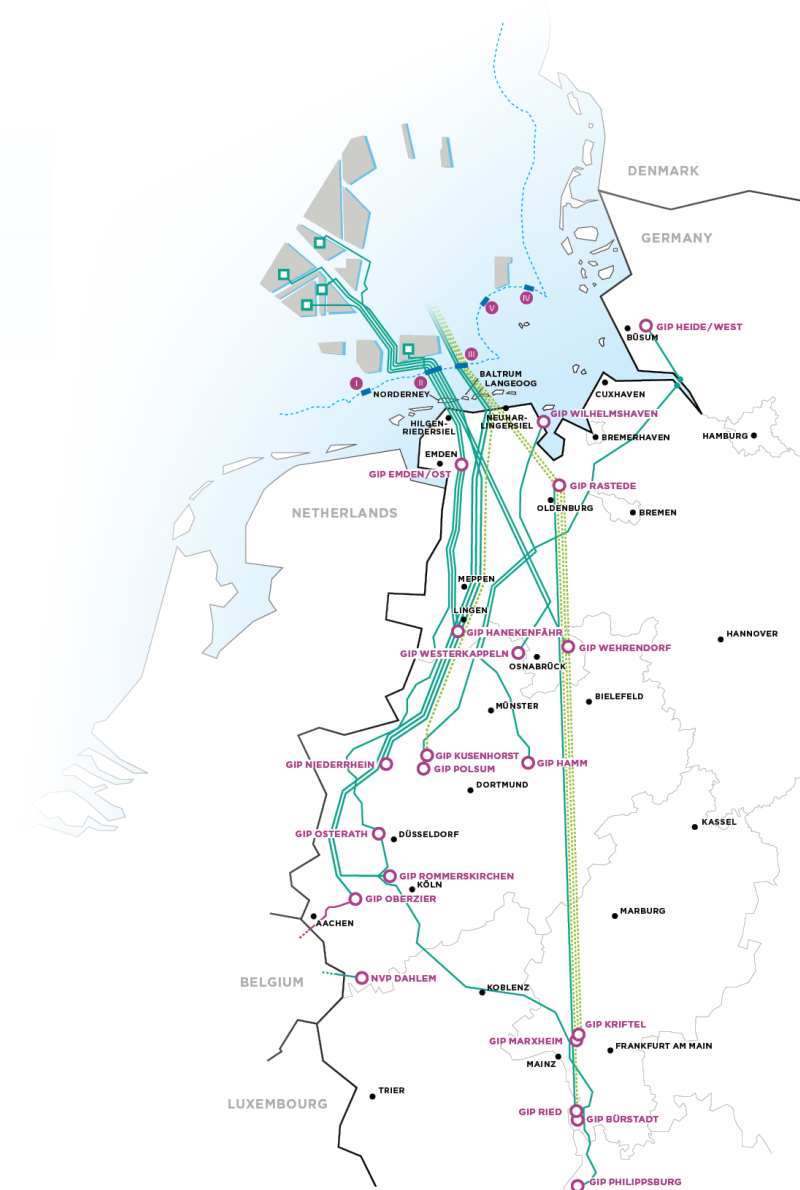 DENMARK
GERMANY
IV
V
GIP HEIDE/WEST
BÜSUM
III
BALTRUM
LANGEOOG
I
II
NORDERNEY
CUXHAVEN
GIP WILHELMSHAVEN
NEUHAR-
LINGERSIEL
HILGEN-
RIEDERSIEL
BREMERHAVEN
HAMBURG
EMDEN
GIP EMDEN/OST
GIP RASTEDE
OLDENBURG
BREMEN
NETHERLANDS
MEPPEN
LINGEN
GIP HANEKENFÄHR
HANNOVER
GIP WESTERKAPPELN
GIP WEHRENDORF
OSNABRÜCK
BIELEFELD
MÜNSTER
GIP KUSENHORST
GIP NIEDERRHEIN
GIP HAMM
GIP POLSUM
DORTMUND
KASSEL
GIP OSTERATH
DÜSSELDORF
GIP ROMMERSKIRCHEN
KÖLN
GIP OBERZIER
MARBURG
AACHEN
NVP DAHLEM
BELGIUM
KOBLENZ
GIP KRIFTEL
GIP MARXHEIM
FRANKFURT AM MAIN
MAINZ
TRIER
LUXEMBOURG
GIP RIED
GIP BÜRSTADT
GIP PHILIPPSBURG